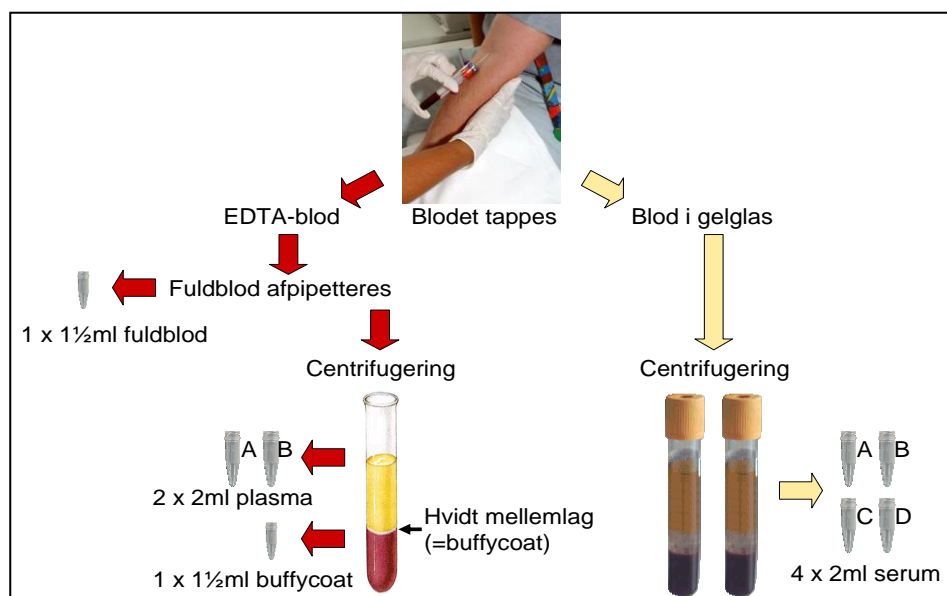 EDTA-blod
Blodet tappes
Blod i gelglas
Fuldblod afpipetteres
1 x 1½ml fuldblod
Centrifugering
Centrifugering
A
B
2 x 2ml plasma
Hvidt mellemlag
(=buffycoat)
1 x 1½ml buffycoat
A
B
C
D
4 x 2ml serum